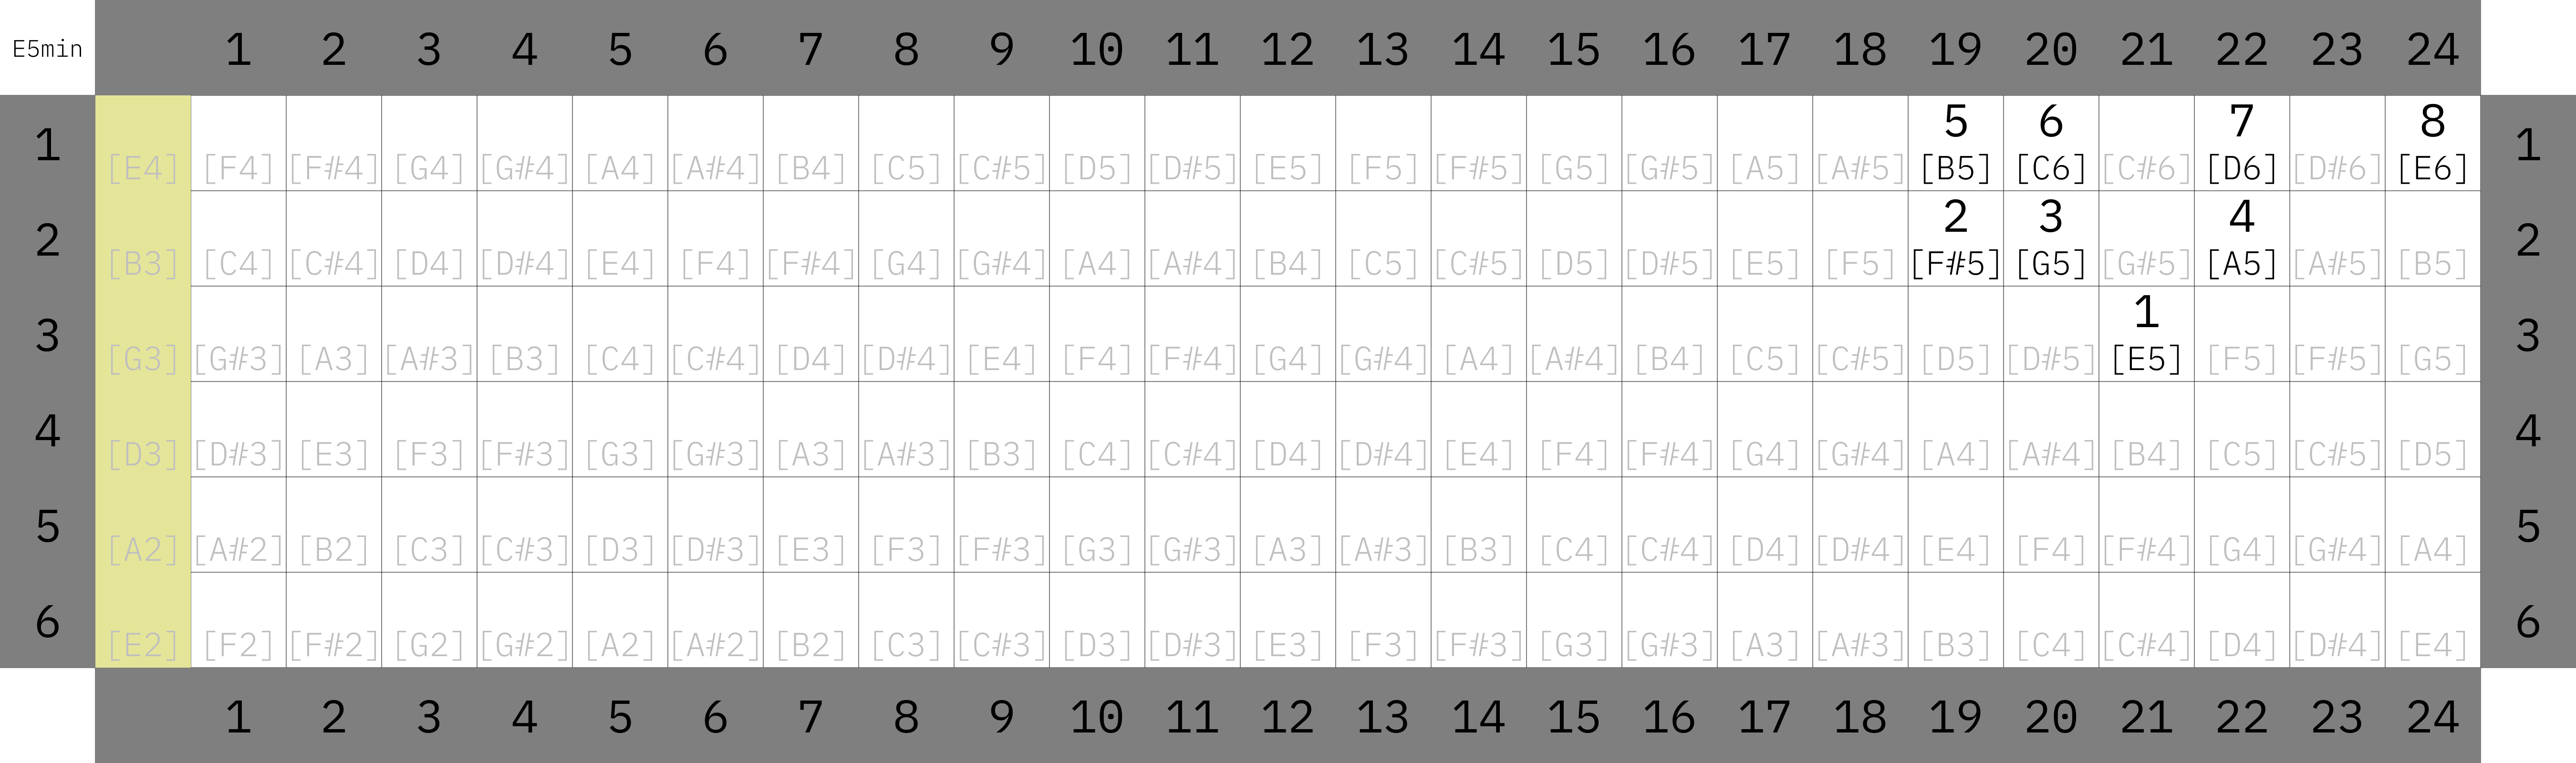 E5min 1 2 3 4 5 6 7 8 9 10 11 12 13 14 15 16 17 18 19 20 21 22 23 24
5 6 7 8
1 [E4] [F4] [F#4] [G4] [G#4] [A4] [A#4] [B4] [C5] [C#5] [D5] [D#5] [E5] [F5] [F#5] [G5] [G#5] [A5] [A#5] [B5] [C6] [C#6] [D6] [D#6] [E6] 1
2 3 4
2 [B3] [C4] [C#4] [D4] [D#4] [E4] [F4] [F#4] [G4] [G#4] [A4] [A#4] [B4] [C5] [C#5] [D5] [D#5] [E5] [F5] [F#5] [G5] [G#5] [A5] [A#5] [B5] 2
1
3 [G3] [G#3] [A3] [A#3] [B3] [C4] [C#4] [D4] [D#4] [E4] [F4] [F#4] [G4] [G#4] [A4] [A#4] [B4] [C5] [C#5] [D5] [D#5] [E5] [F5] [F#5] [G5] 3
4 [D3] [D#3] [E3] [F3] [F#3] [G3] [G#3] [A3] [A#3] [B3] [C4] [C#4] [D4] [D#4] [E4] [F4] [F#4] [G4] [G#4] [A4] [A#4] [B4] [C5] [C#5] [D5] 4
5 [A2] [A#2] [B2] [C3] [C#3] [D3] [D#3] [E3] [F3] [F#3] [G3] [G#3] [A3] [A#3] [B3] [C4] [C#4] [D4] [D#4] [E4] [F4] [F#4] [G4] [G#4] [A4] 5
6 [E2] [F2] [F#2] [G2] [G#2] [A2] [A#2] [B2] [C3] [C#3] [D3] [D#3] [E3] [F3] [F#3] [G3] [G#3] [A3] [A#3] [B3] [C4] [C#4] [D4] [D#4] [E4] 6
1 2 3 4 5 6 7 8 9 10 11 12 13 14 15 16 17 18 19 20 21 22 23 24